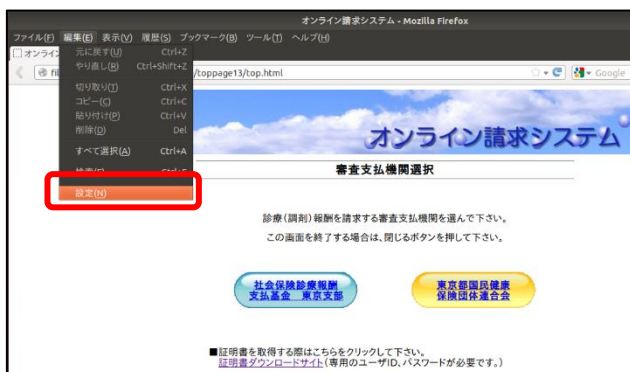 オンライン請求システム - Mozilla Firefox
ファイル(F) 編集(E) 表示(V) 履歴(S) ブックマーク(B) ツール(T) ヘルプ(H)
オンライン
元に戻す(U) Ctrl+Z
やり直し(R) Ctrl+Shift+Z
/toppage13/top.html
Google
切り取り(T) Ctrl+X
コピー(C) Ctrl+C
貼り付け(P) Ctrl+V
削除(D) Del
すべて選択(A) Ctrl+A
設定(N)
オンライン請求システム
審査支払機関選択
診療(調剤)報酬を請求する審査支払機関を選んで下さい。
この画面を終了する場合は、閉じるボタンを押して下さい。
社会保険診療報酬
支払基金 東京支部
東京都国民健康
保険団体連合会
■証明書を取得する際はこちらをクリックして下さい。
証明書ダウンロードサイト(専用のユーザID、パスワードが必要です。)